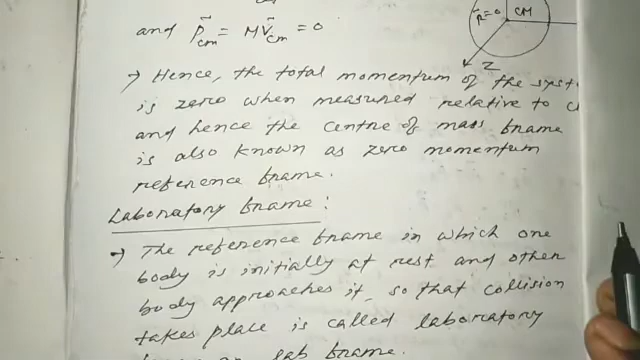 and P⃗cm = MV⃗cm = 0
P=0 CM
Z
→ Hence, the total momentum of the syst
is zero when measured relative to C
and hence the centre of mass frame
is also known as zero momentum
reference frame.
Laboratory frame:
→ The reference frame in which one
body is initially at rest and other
body approaches it, so that collision
takes place is called laboratory
lab frame.